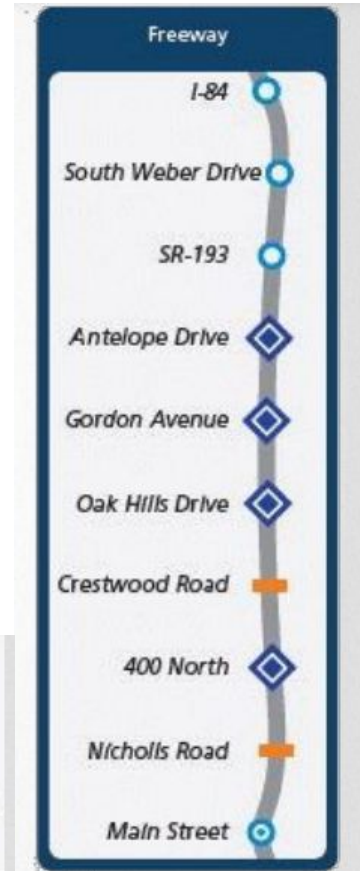 Freeway
I-84
South Weber Drive
SR-193
Antelope Drive
Gordon Avenue
Oak Hills Drive
Crestwood Road
400 North
Nicholls Road
Main Street